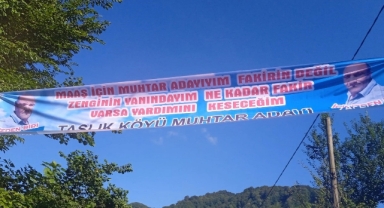 MAAŞ İÇİN MUHTAR ADAYIYIM FAKİRİN DEĞİL
ZENGİNİN YANINDAYIM NE KADAR FAKİR
VARSA YARDIMINI KESECEĞİM
TAŞLIK KÖYÜ MUHTAR ADAYI